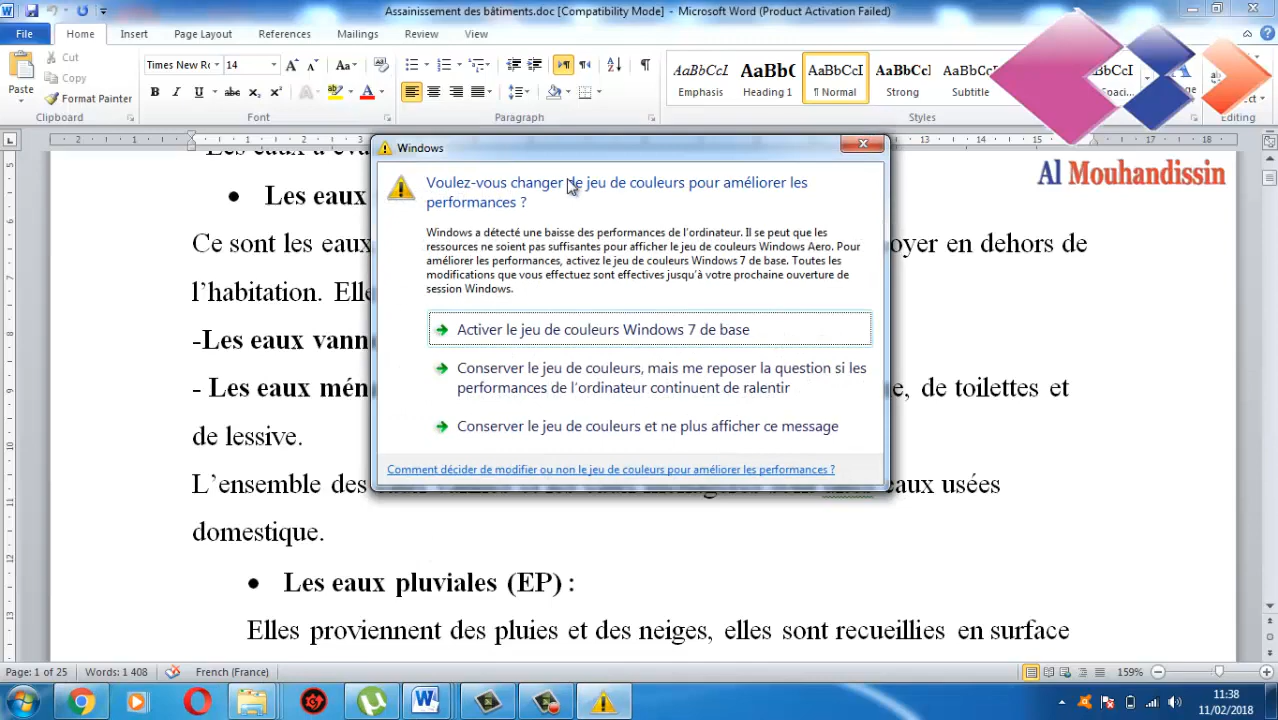 Assainissement des bâtiments.doc [Compatibility Mode] - Microsoft Word (Product Activation Failed)
File Home Insert Page Layout References Mailings Review View
Paste
Cut
Copy
Format Painter
Clipboard
Times New Ro 14
Font
Paragraph
AaBbCcI AaBbC AaBbCcI AaBbCcI AaBbCcI
Emphasis Heading 1 ¶ Normal Strong Subtitle
Styles
Editing
Al Mouhandissin
• Les eaux
Ce sont les eaux
oyer en dehors de
l'habitation.
-Les eaux
- Les eaux
, de toilettes et
de lessive.
L'ensemble des
eaux usées
domestique.
• Les eaux pluviales (EP) :
Elles proviennent des pluies et des neiges, elles sont recueillies en surface
Windows
Voulez-vous changer le jeu de couleurs pour améliorer les
performances ?
Windows a détecté une baisse des performances de l'ordinateur. Il se peut que les
ressources ne soient pas suffisantes pour afficher le jeu de couleurs Windows Aero. Pour
améliorer les performances, activez le jeu de couleurs Windows 7 de base. Toutes les
modifications que vous effectuez sont effectives jusqu'à votre prochaine ouverture de
session Windows.
Activer le jeu de couleurs Windows 7 de base
Conserver le jeu de couleurs, mais me reposer la question si les
performances de l'ordinateur continuent de ralentir
Conserver le jeu de couleurs et ne plus afficher ce message
Comment décider de modifier ou non le jeu de couleurs pour améliorer les performances ?
Page: 1 of 25 Words: 1 408 French (France) 159%
11:38
11/02/2018